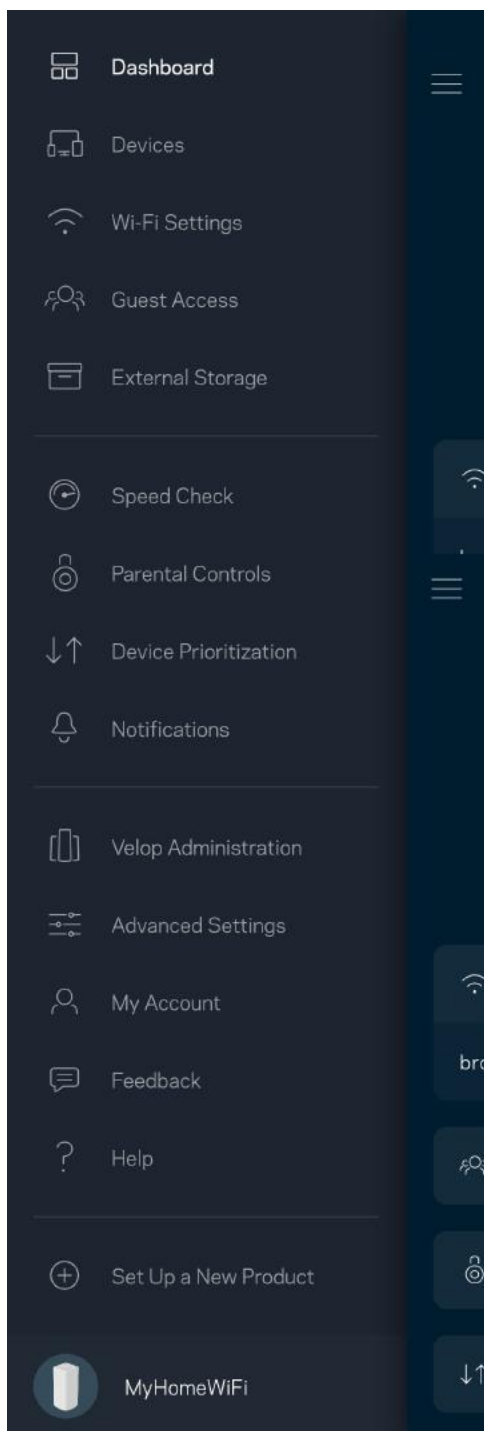 Dashboard
Devices
Wi-Fi Settings
Guest Access
External Storage
Speed Check
Parental Controls
Device Prioritization
Notifications
Velop Administration
Advanced Settings
My Account
Feedback
Help
Set Up a New Product
MyHomeWiFi